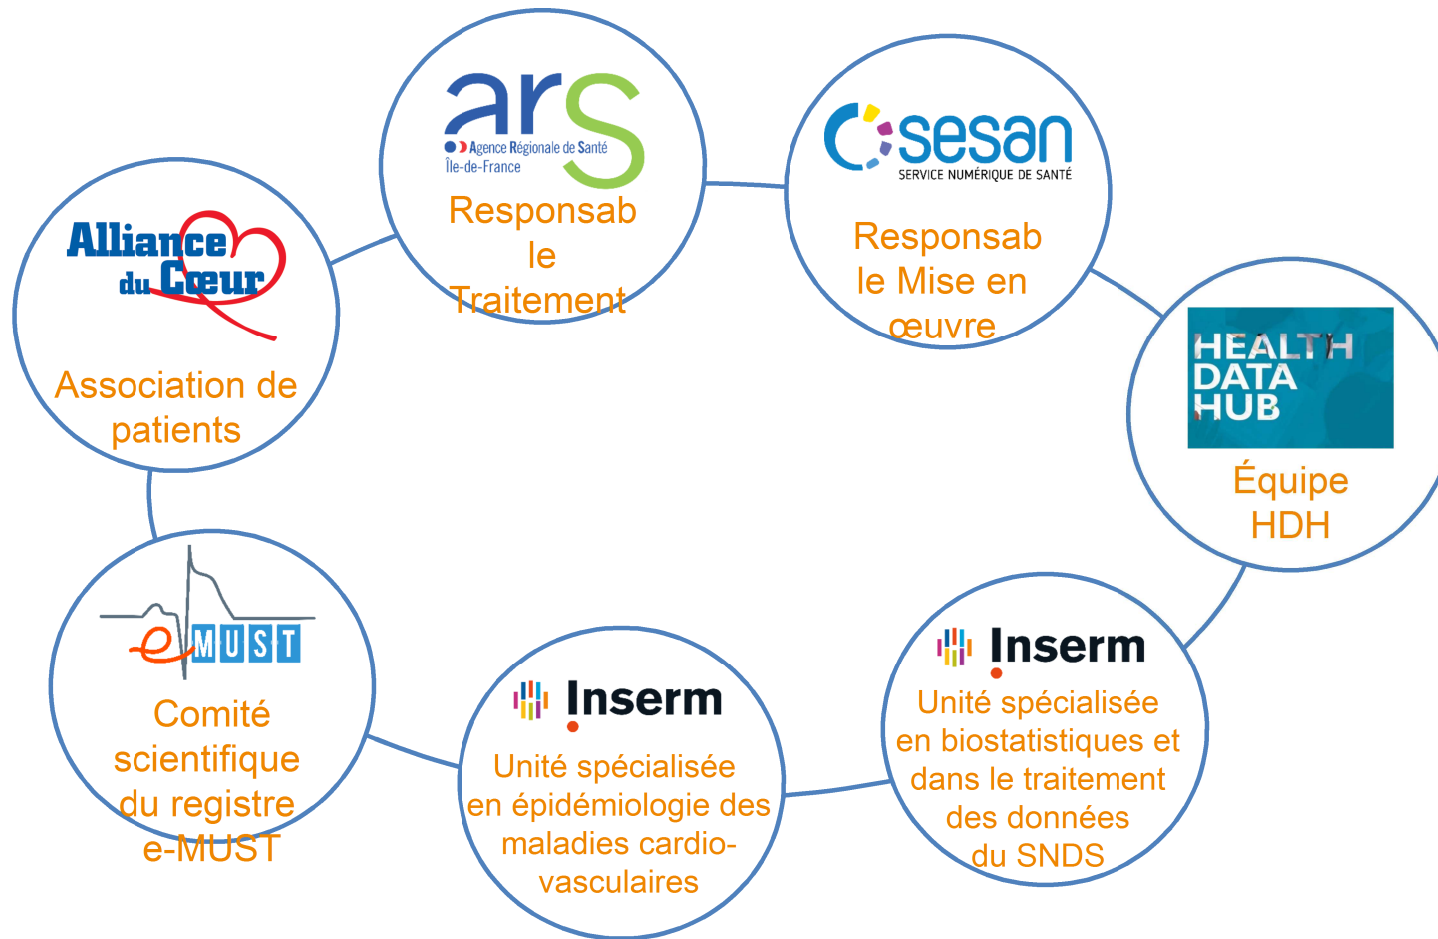 ars
Agence Régionale de Santé
Île-de-France
Responsab
le
Traitement
sesan
SERVICE NUMÉRIQUE DE SANTÉ
Responsab
le Mise en
œuvre
Alliance
du Cœur
Association de
patients
HEALTH
DATA
HUB
Équipe
HDH
e-MUST
Comité
scientifique
du registre
e-MUST
Inserm
Unité spécialisée
en épidémiologie des
maladies cardio-
vasculaires
Inserm
Unité spécialisée
en biostatistiques et
dans le traitement
des données
du SNDS